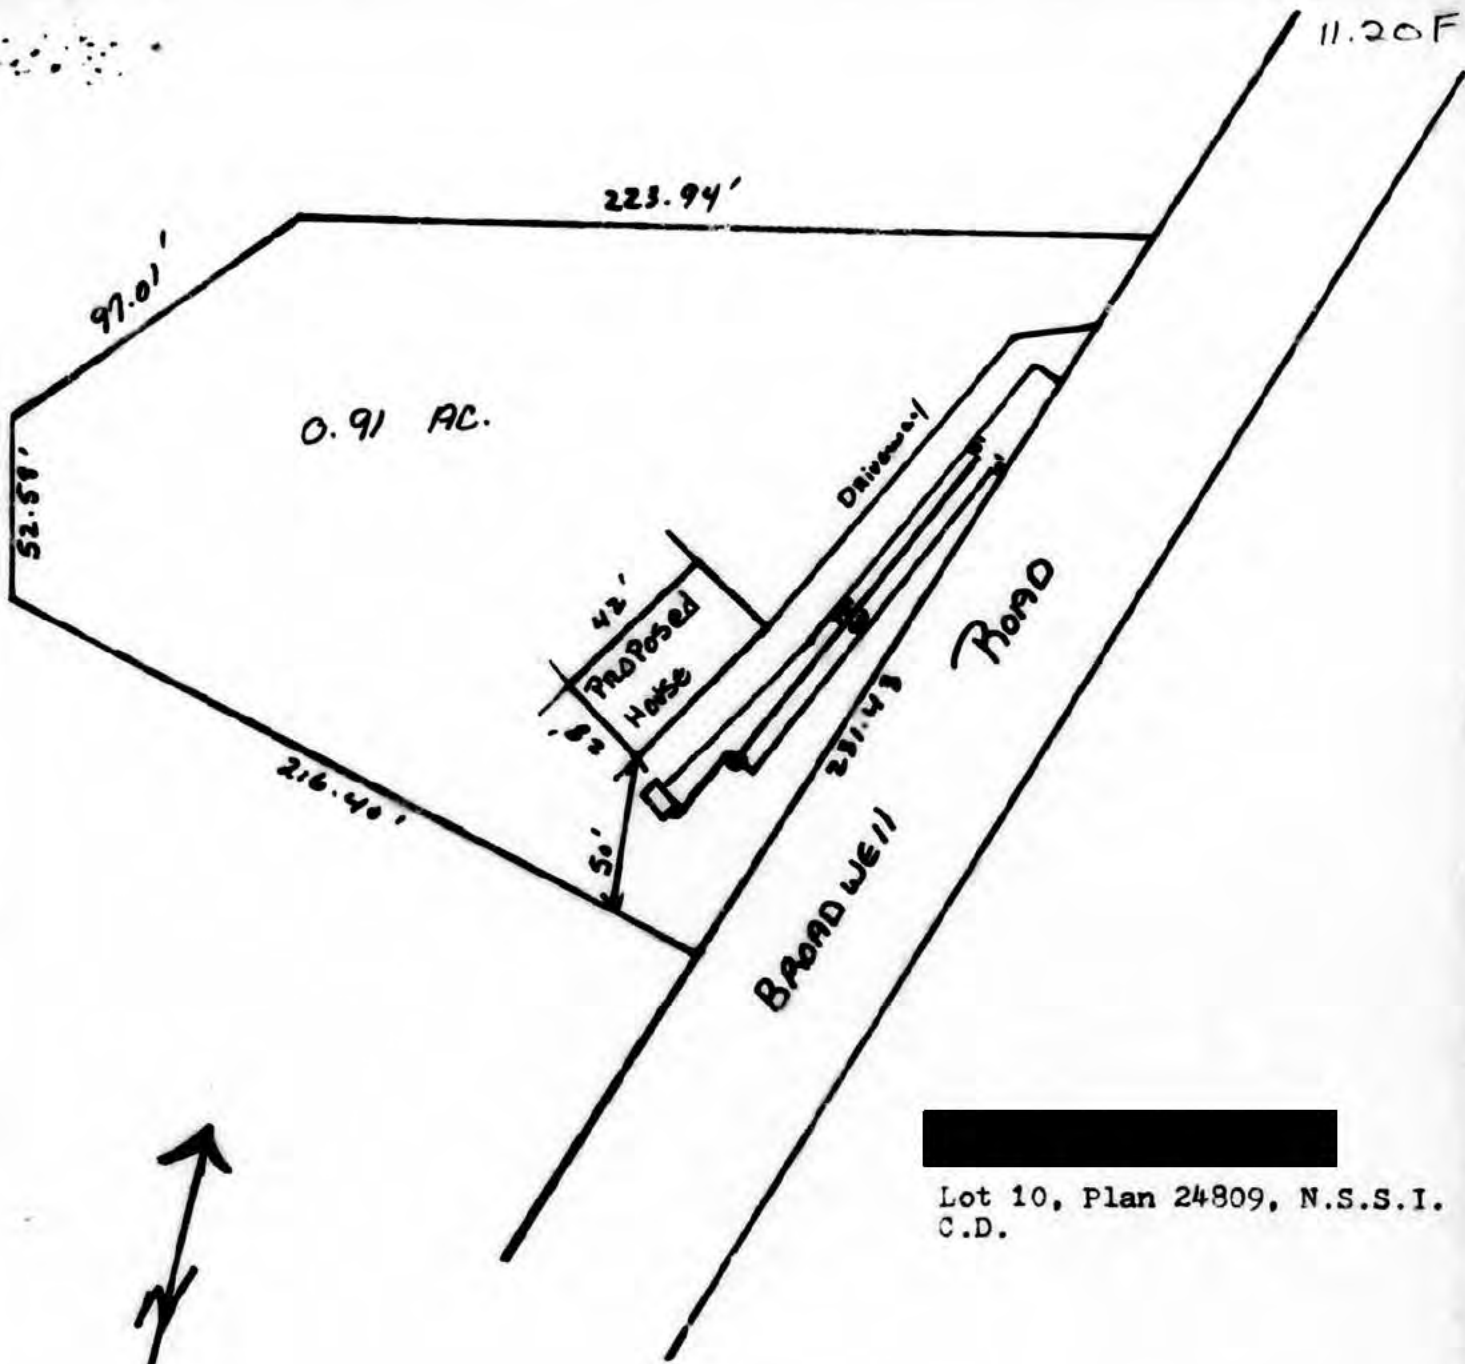 11.20F
223.94'
97.01'
0.91 AC.
52.58'
Driveway
42'
PROPOSED
HOUSE
28'
216.40'
50'
231.43
BROADWELL ROAD
N
Lot 10, Plan 24809, N.S.S.I.
C.D.